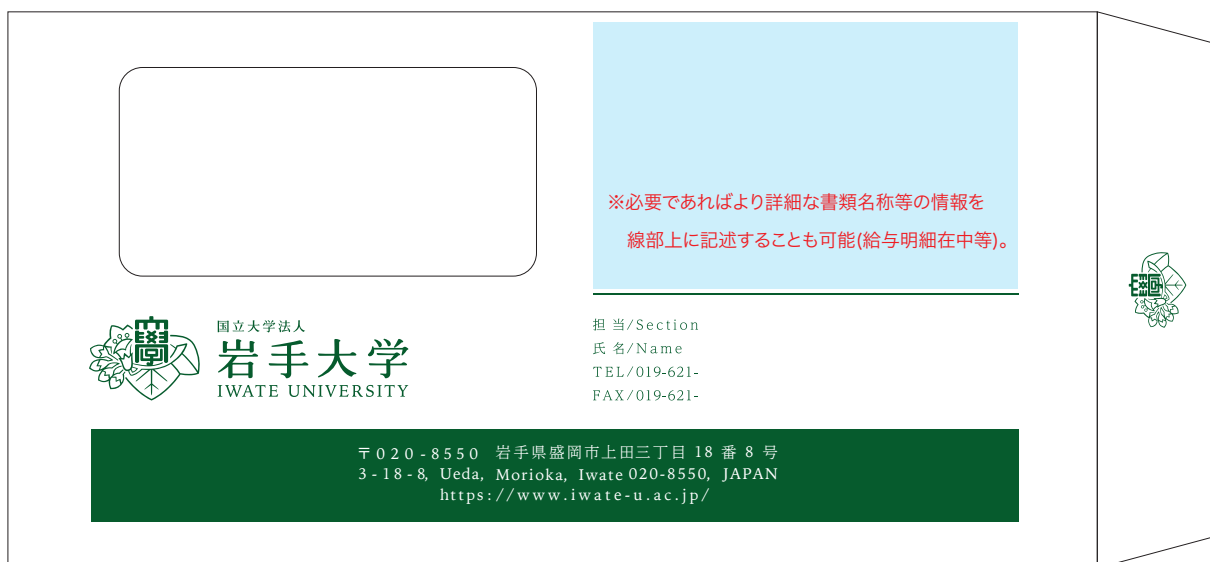 ※必要であればより詳細な書類名称等の情報を
線部上に記述することも可能(給与明細在中等)。
国立大学法人
岩手大学
IWATE UNIVERSITY
担当/Section
氏名/Name
TEL/019-621-
FAX/019-621-
〒020-8550 岩手県盛岡市上田三丁目 18 番 8 号
3-18-8, Ueda, Morioka, Iwate 020-8550, JAPAN
https://www.iwate-u.ac.jp/